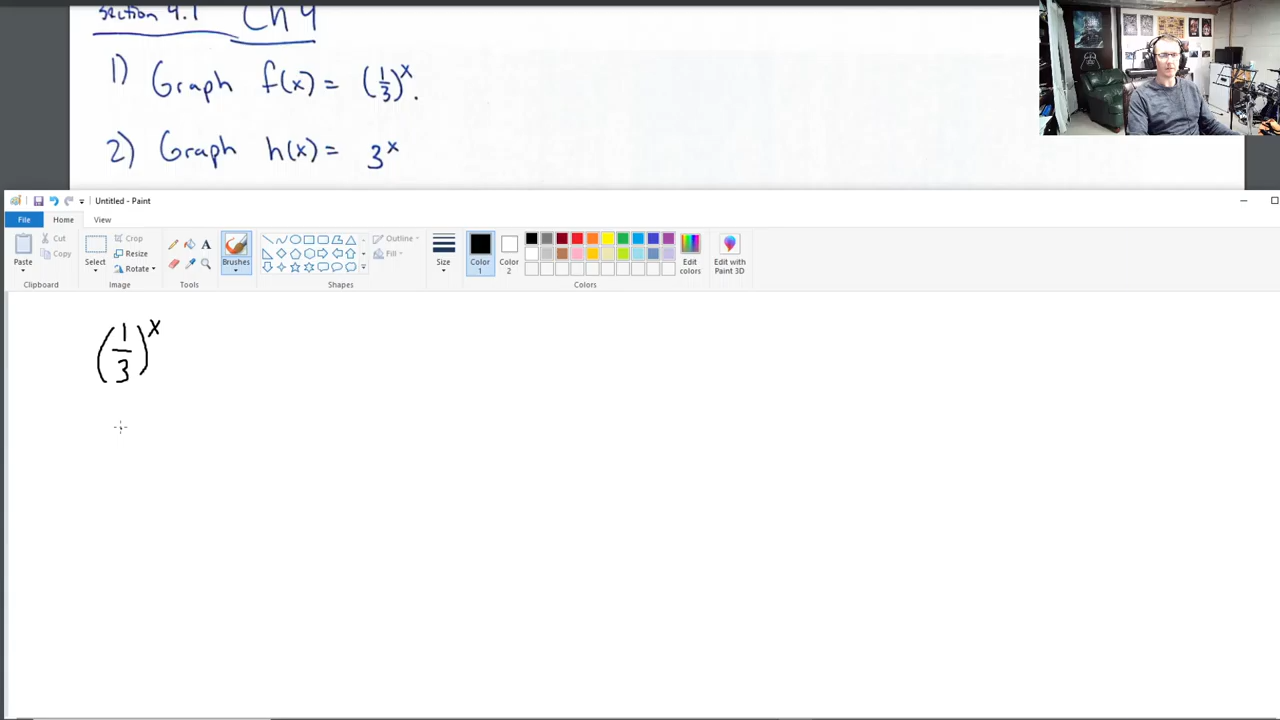 Section 4.1 Ch 4
1) Graph f(x) = (1/3)^x.
2) Graph h(x) = 3^x
Untitled - Paint
File Home View
Paste Cut Copy Select Crop Resize Rotate A Brushes Outline Fill Size Color 1 Color 2 Edit colors Edit with Paint 3D
Clipboard Image Tools Shapes Colors
(1/3)^x